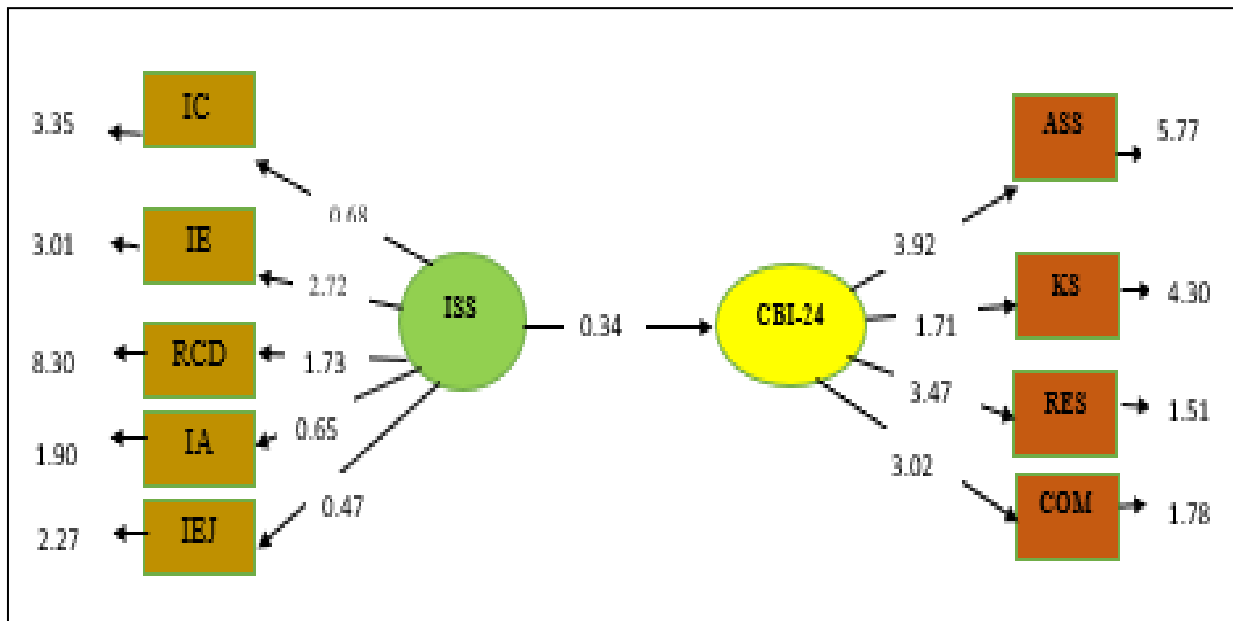 IC
3.35
0.68
IE
3.01
2.72
ISS
RCD
8.30
1.73
IA
1.90
0.65
IEJ
2.27
0.47
0.34
CBI-24
ASS
5.77
3.92
KS
4.30
1.71
RES
1.51
3.47
COM
1.78
3.02